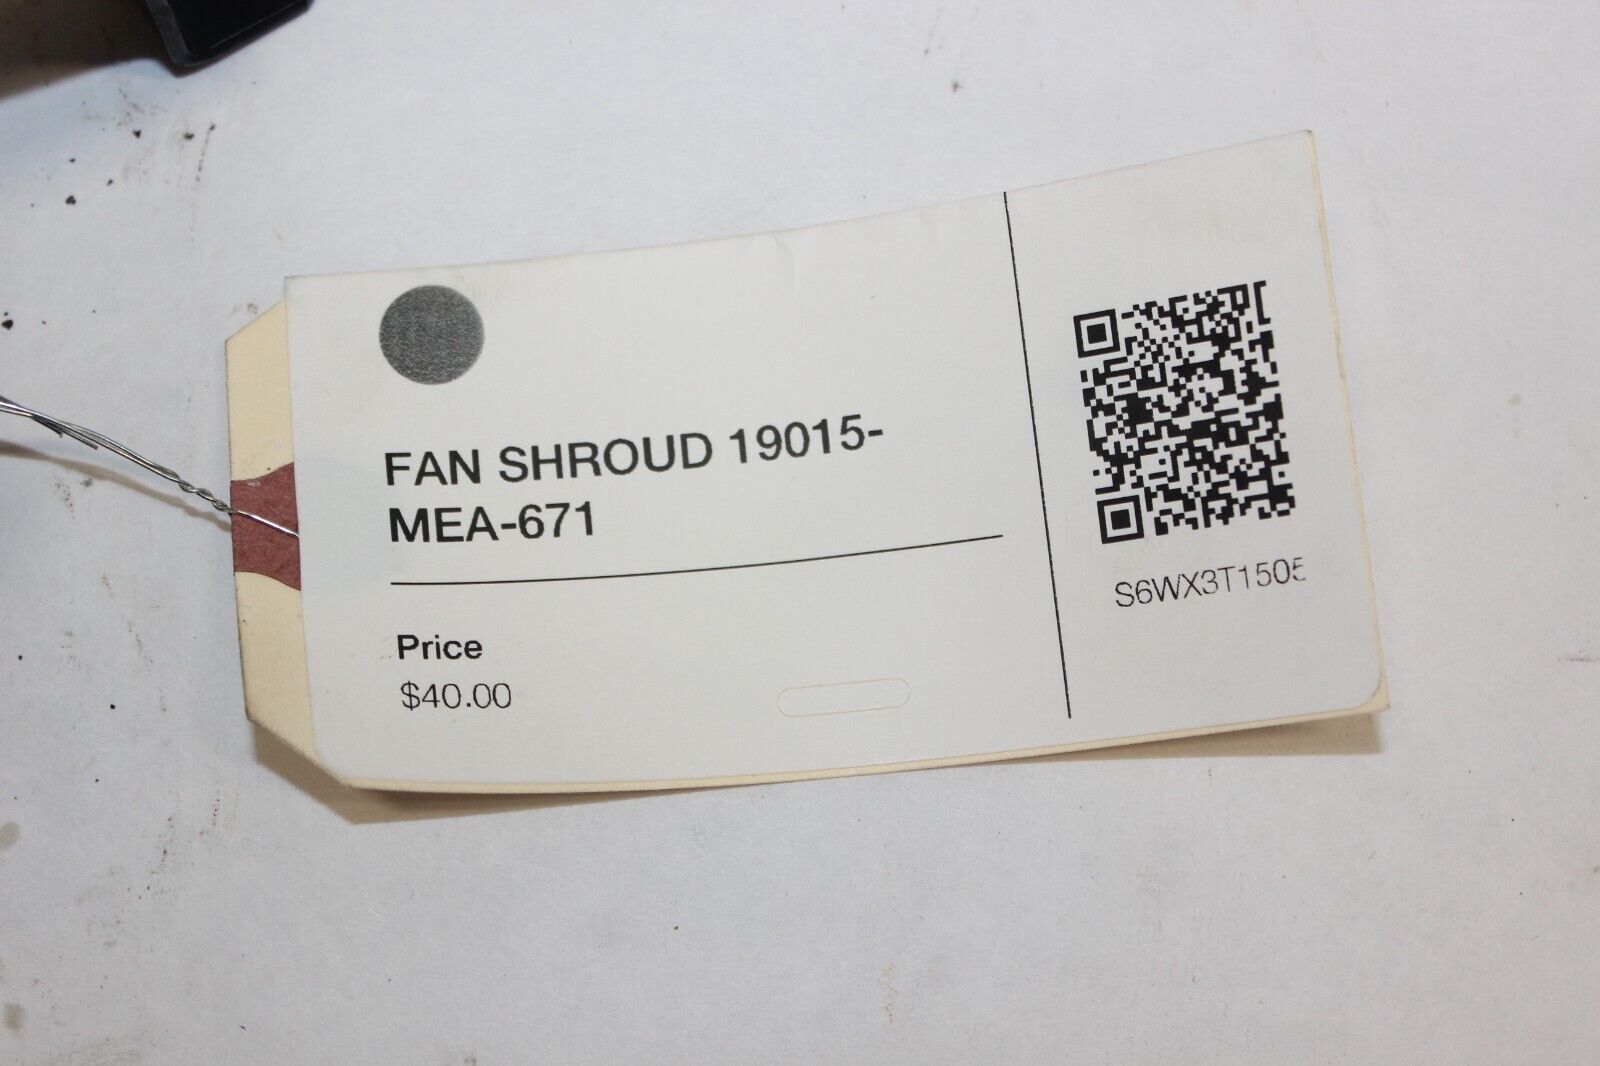 FAN SHROUD 19015-
MEA-671
Price
$40.00
S6WX3T1505